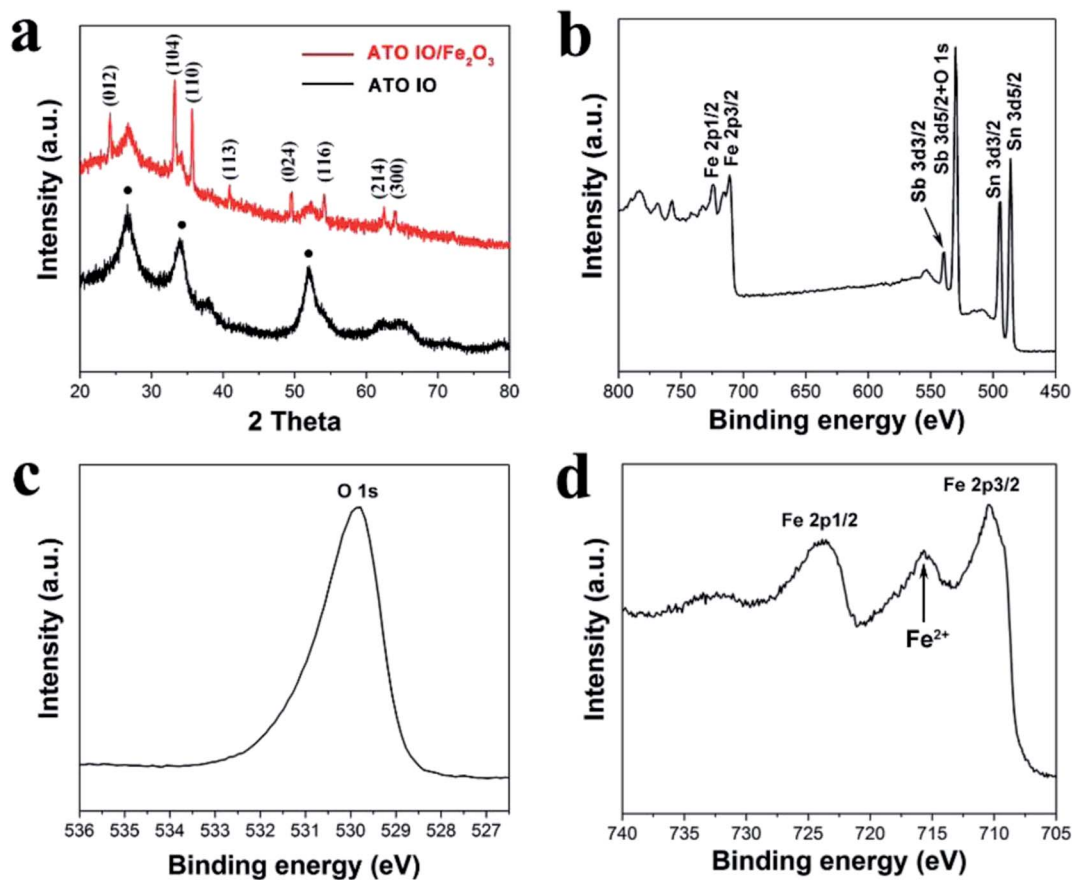 a
ATO IO/Fe₂O₃
ATO IO
(012)
(104)
(110)
(113)
(024)
(116)
(214)
(300)
Intensity (a.u.)
20 30 40 50 60 70 80
2 Theta
b
Fe 2p1/2
Fe 2p3/2
Sb 3d3/2
Sb 3d5/2+O 1s
Sn 3d3/2
Sn 3d5/2
Intensity (a.u.)
800 750 700 650 600 550 500 450
Binding energy (eV)
c
O 1s
Intensity (a.u.)
536 535 534 533 532 531 530 529 528 527
Binding energy (eV)
d
Fe 2p3/2
Fe 2p1/2
Fe²⁺
Intensity (a.u.)
740 735 730 725 720 715 710 705
Binding energy (eV)